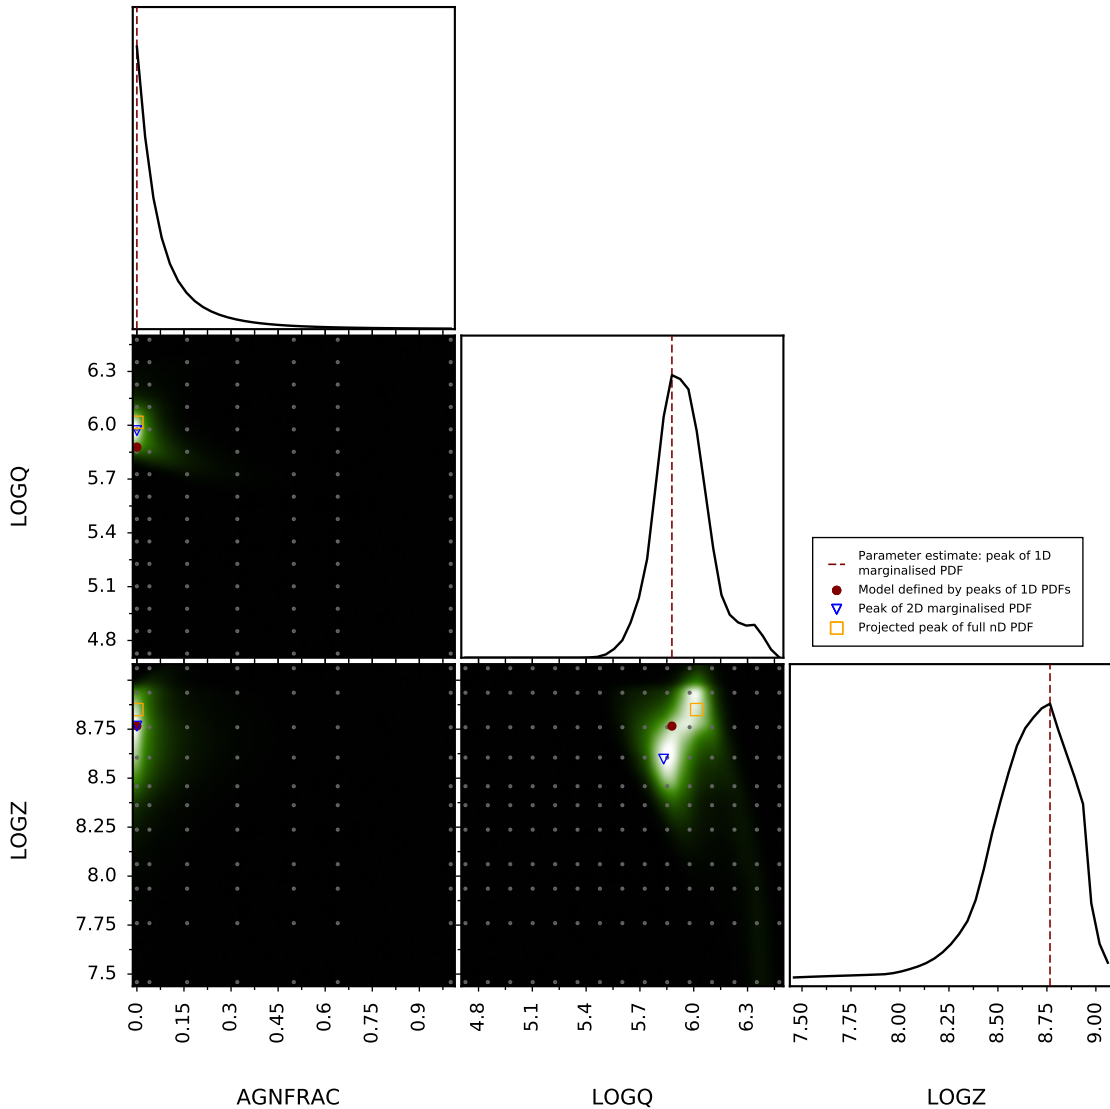 6.3
6.0
5.7
5.4
5.1
4.8
LOGQ
Parameter estimate: peak of 1D
marginalised PDF
Model defined by peaks of 1D PDFs
Peak of 2D marginalised PDF
Projected peak of full nD PDF
8.75
8.5
8.25
8.0
7.75
7.5
LOGZ
0.0 0.15 0.3 0.45 0.6 0.75 0.9
4.8 5.1 5.4 5.7 6.0 6.3
7.50 7.75 8.00 8.25 8.50 8.75 9.00
AGNFRAC LOGQ LOGZ